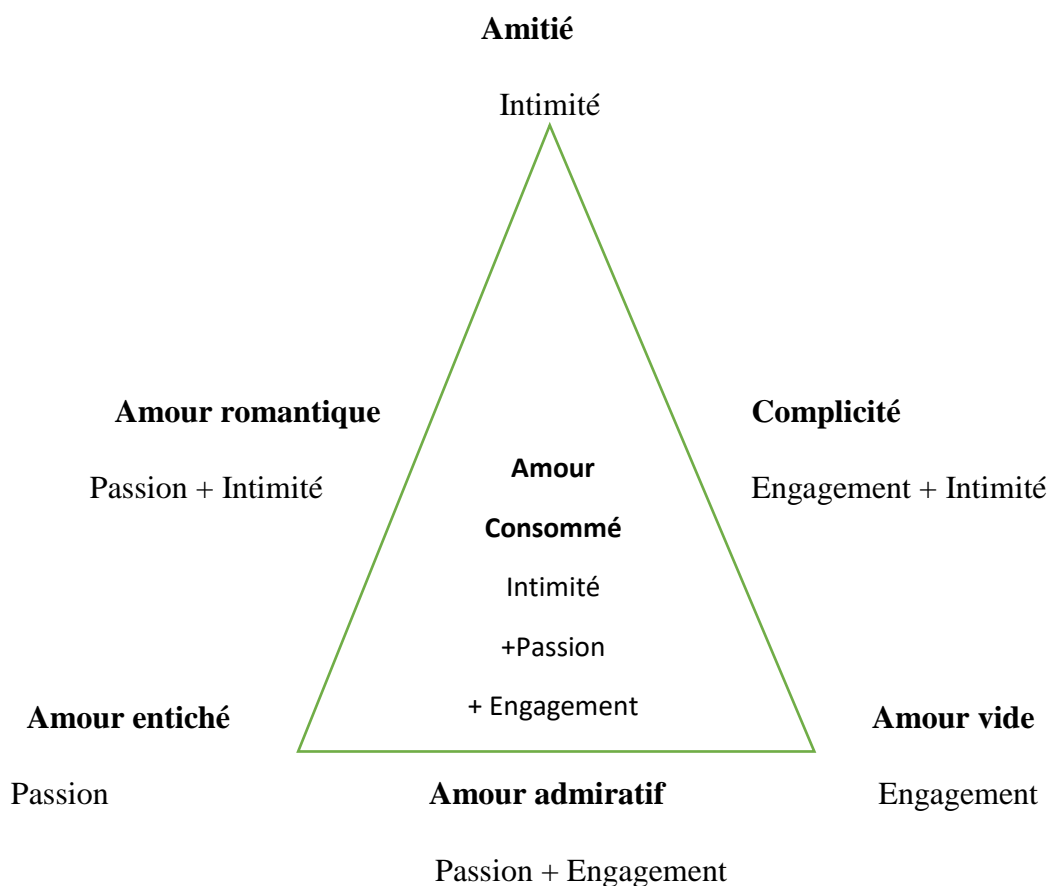 Amitié
Intimité
Amour romantique
Complicité
Passion + Intimité
Engagement + Intimité
Amour
Consommé
Intimité
+Passion
+ Engagement
Amour entiché
Amour vide
Passion
Amour admiratif
Engagement
Passion + Engagement